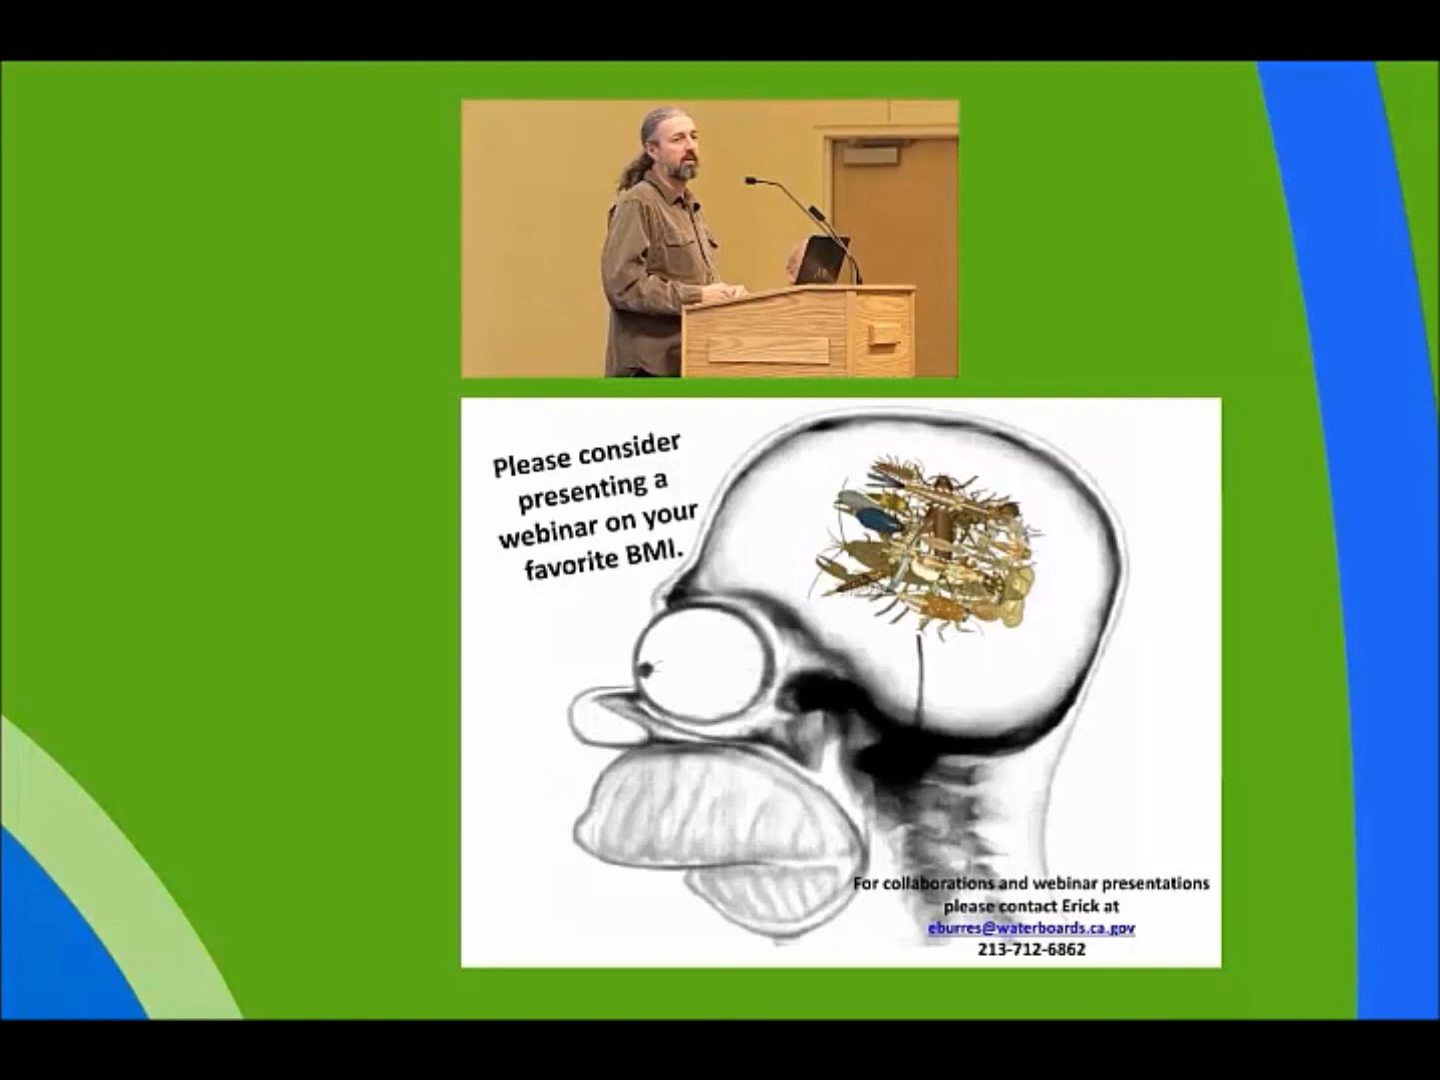 Please consider
presenting a
webinar on your
favorite BMI.
For collaborations and webinar presentations
please contact Erick at
eburres@waterboards.ca.gov
213-712-6862